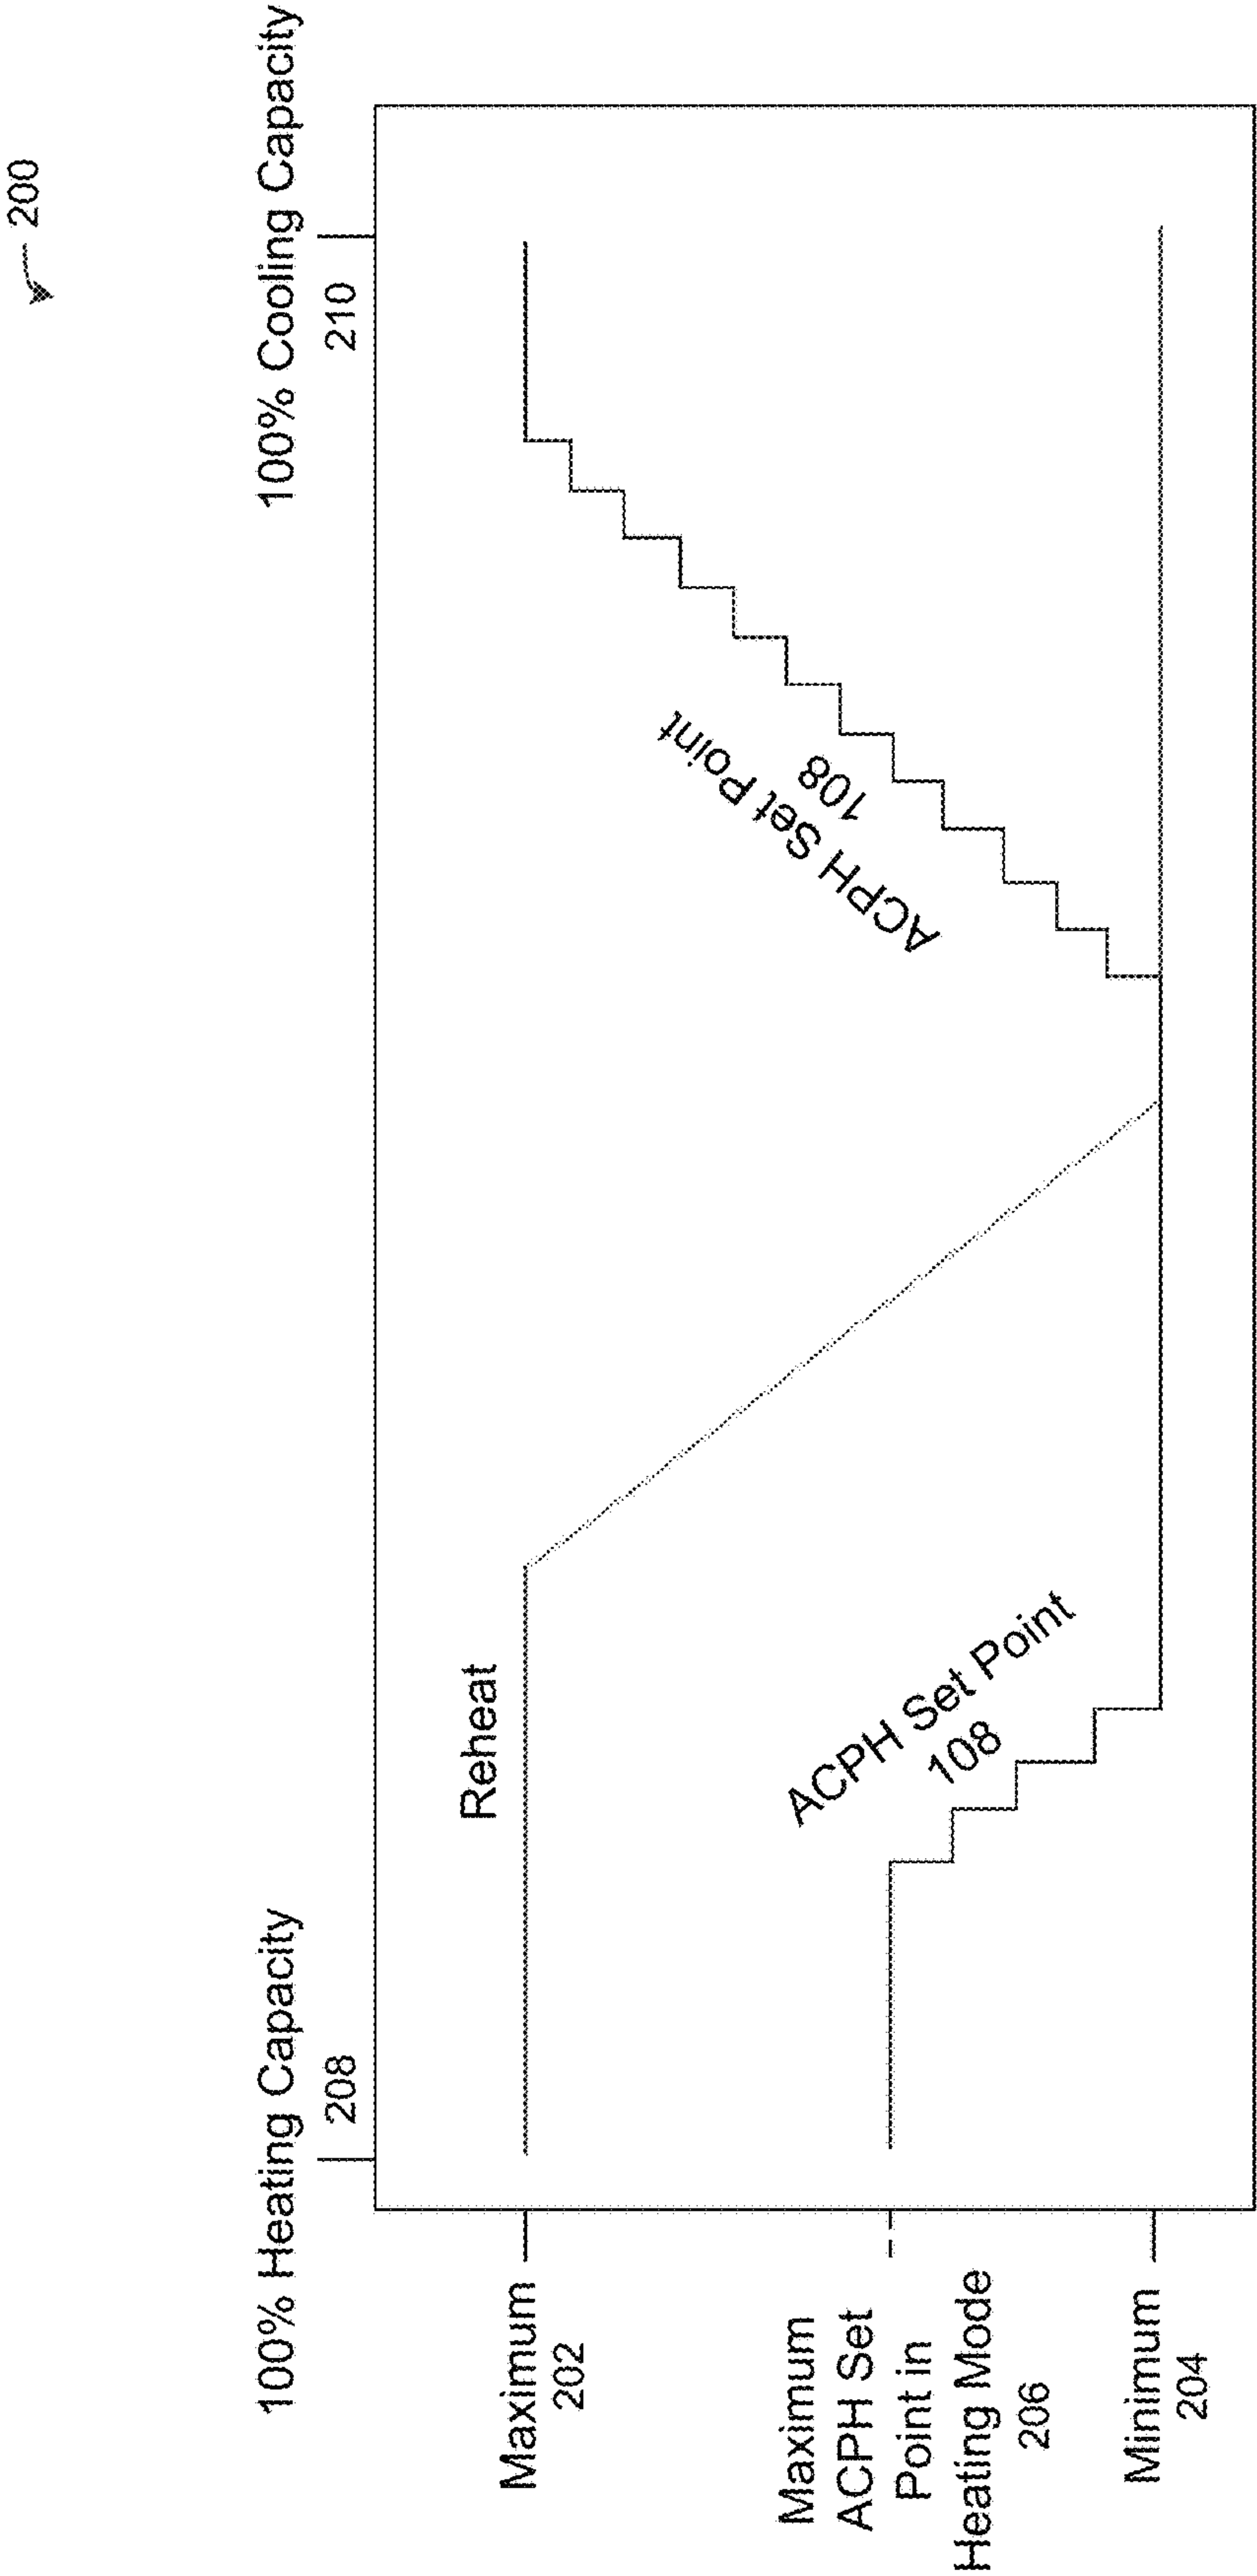 200
100% Heating Capacity
208
100% Cooling Capacity
210
Maximum
202
Reheat
Maximum
ACPH Set
Point in
Heating Mode
206
ACPH Set Point
108
ACPH Set Point
108
Minimum
204